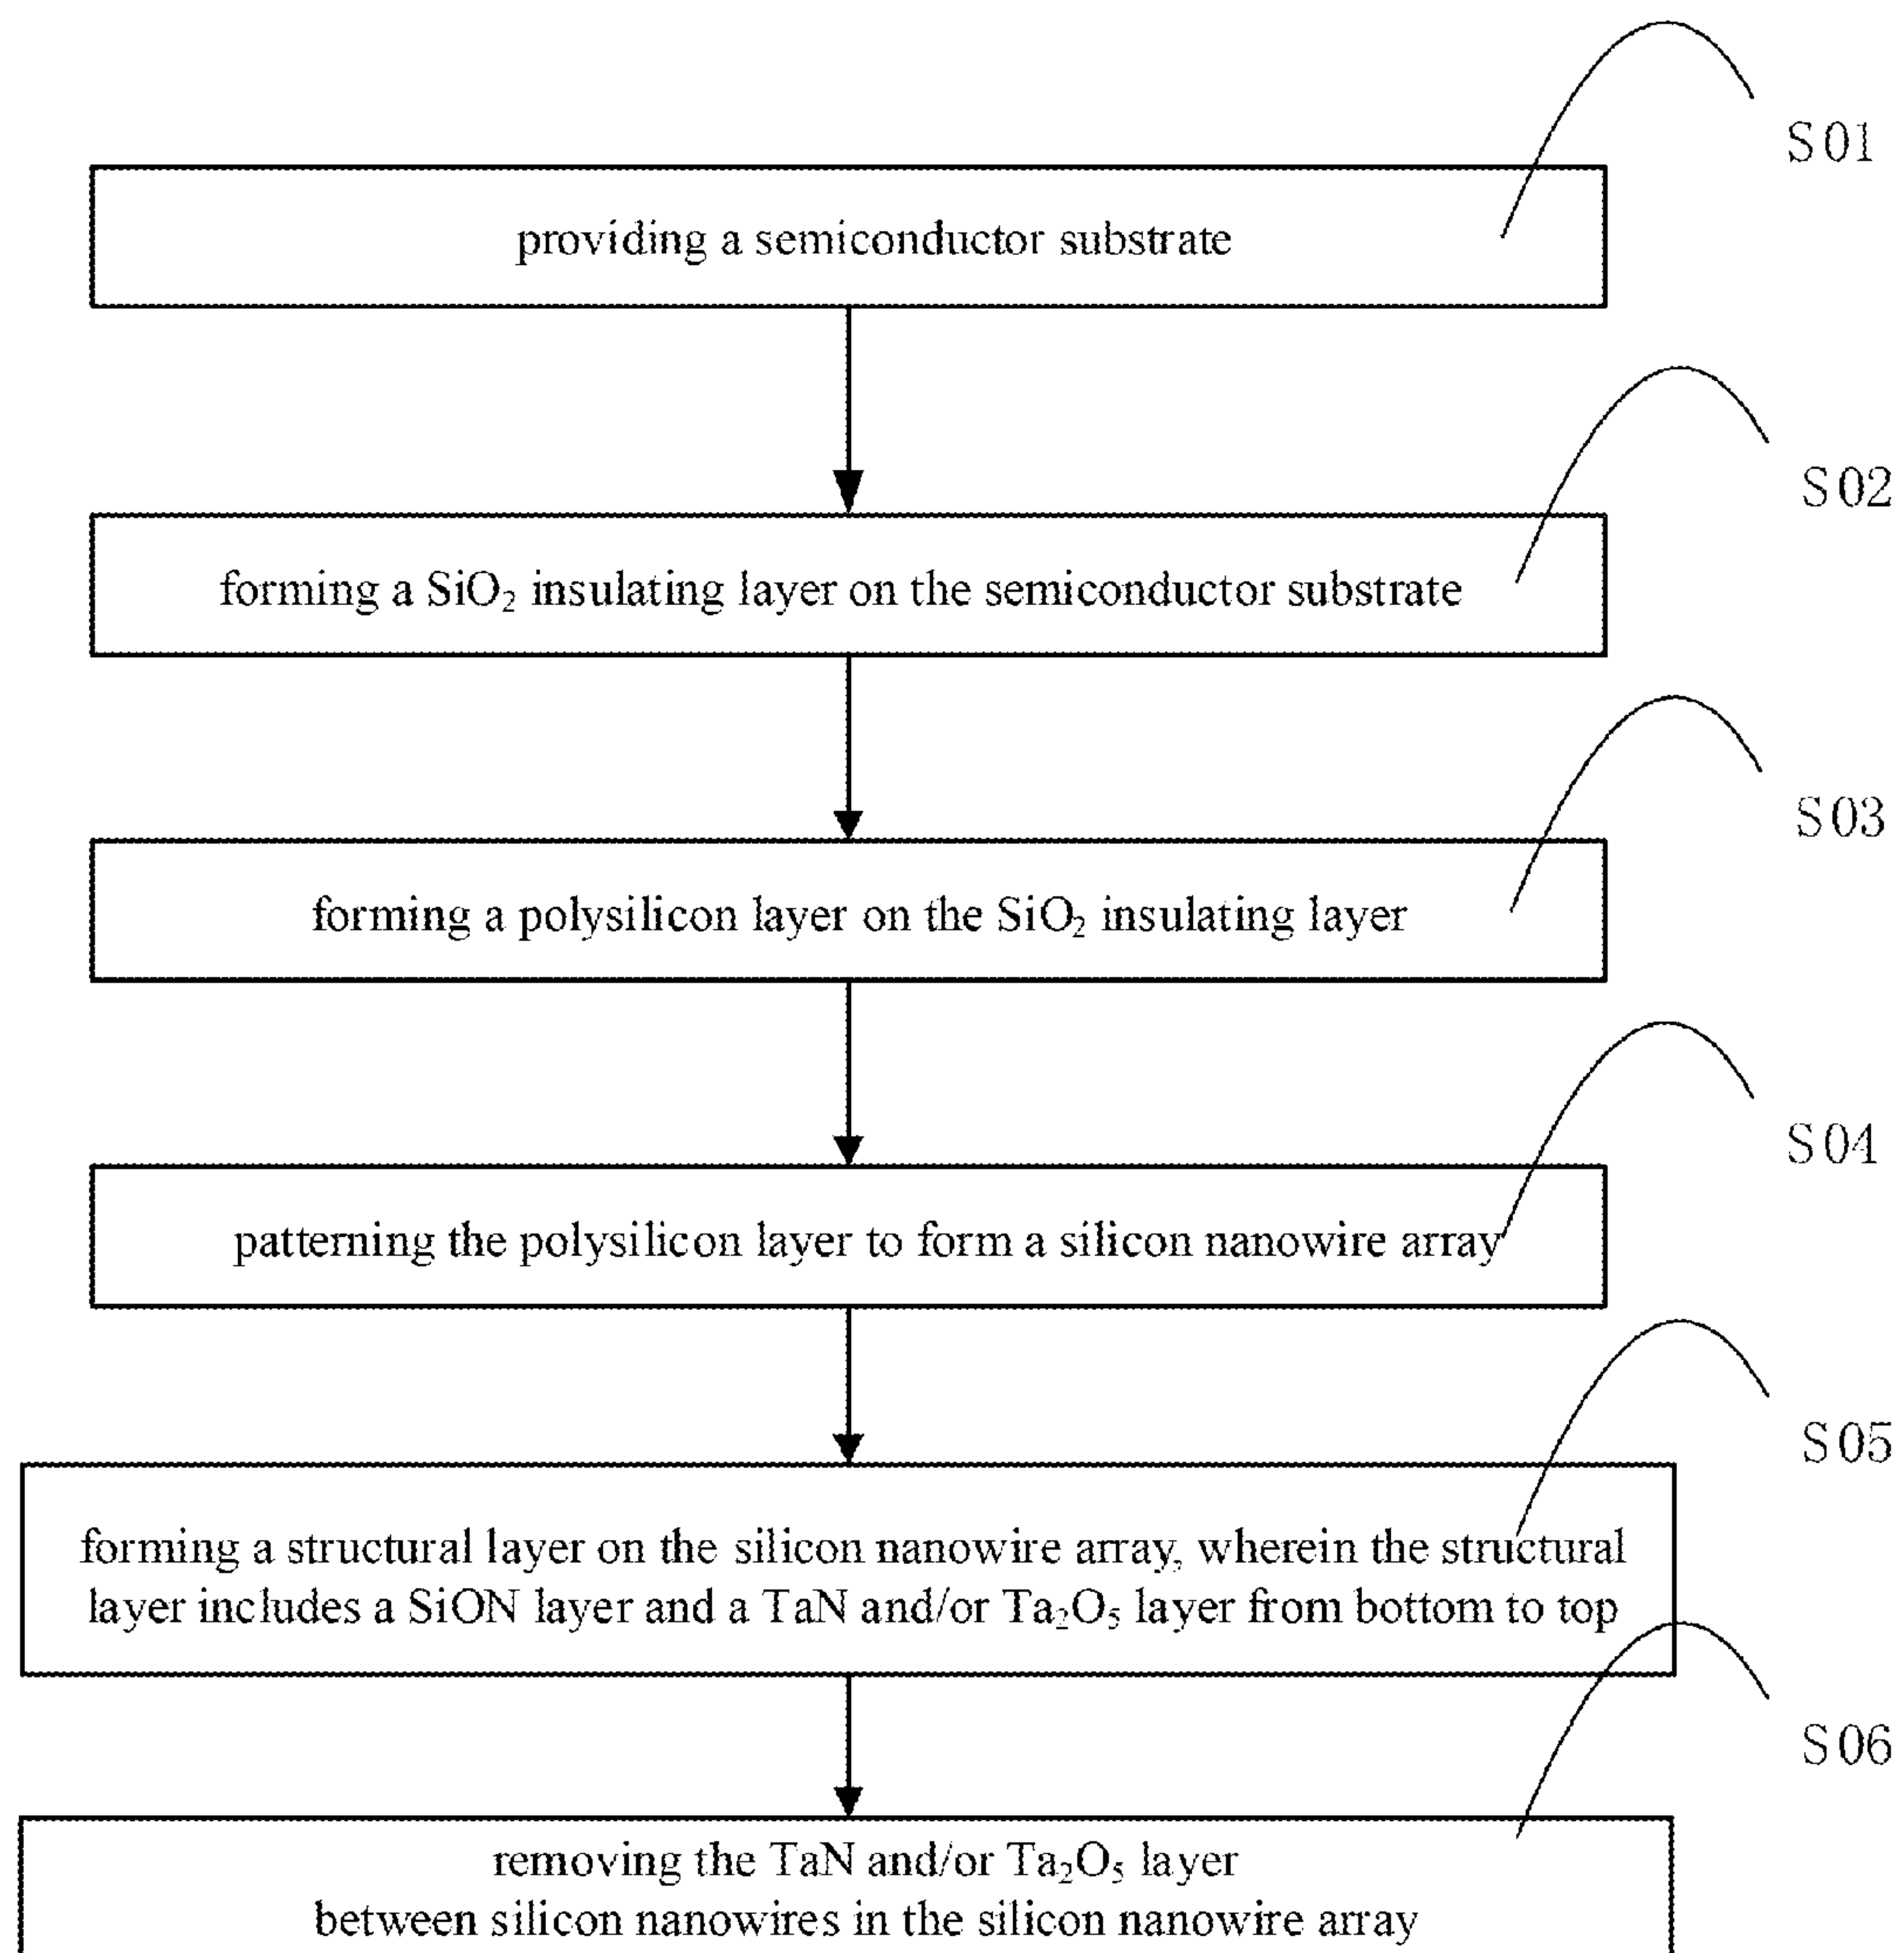 S01
providing a semiconductor substrate
S02
forming a SiO₂ insulating layer on the semiconductor substrate
S03
forming a polysilicon layer on the SiO₂ insulating layer
S04
patterning the polysilicon layer to form a silicon nanowire array
S05
forming a structural layer on the silicon nanowire array, wherein the structural
layer includes a SiON layer and a TaN and/or Ta₂O₅ layer from bottom to top
S06
removing the TaN and/or Ta₂O₅ layer
between silicon nanowires in the silicon nanowire array